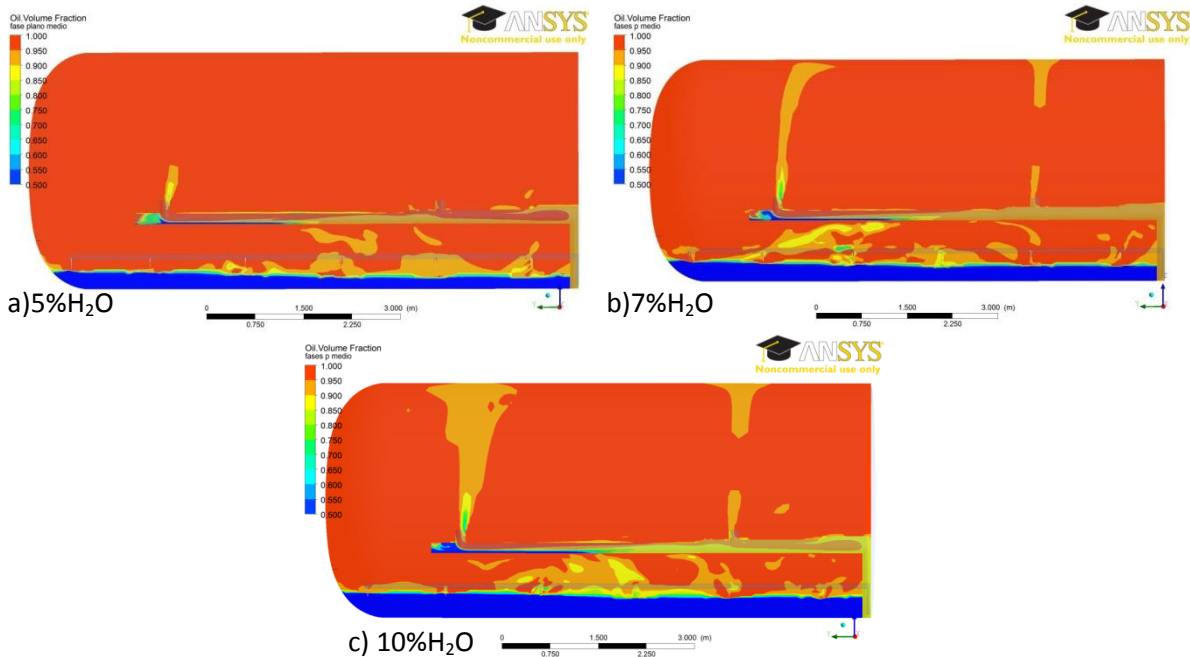 Oil.Volume Fraction
fase plano medio
1.000
0.950
0.900
0.850
0.800
0.750
0.700
0.650
0.600
0.550
0.500
ANSYS
Noncommercial use only
a)5%H₂O
0 1.500 3.000 (m)
0.750 2.250
Oil.Volume Fraction
fases p medio
1.000
0.950
0.900
0.850
0.800
0.750
0.700
0.650
0.600
0.550
0.500
ANSYS
Noncommercial use only
b)7%H₂O
0 1.500 3.000 (m)
0.750 2.250
Oil.Volume Fraction
fases p medio
1.000
0.950
0.900
0.850
0.800
0.750
0.700
0.650
0.600
0.550
0.500
ANSYS
Noncommercial use only
c) 10%H₂O
0 1.500 3.000 (m)
0.750 2.250